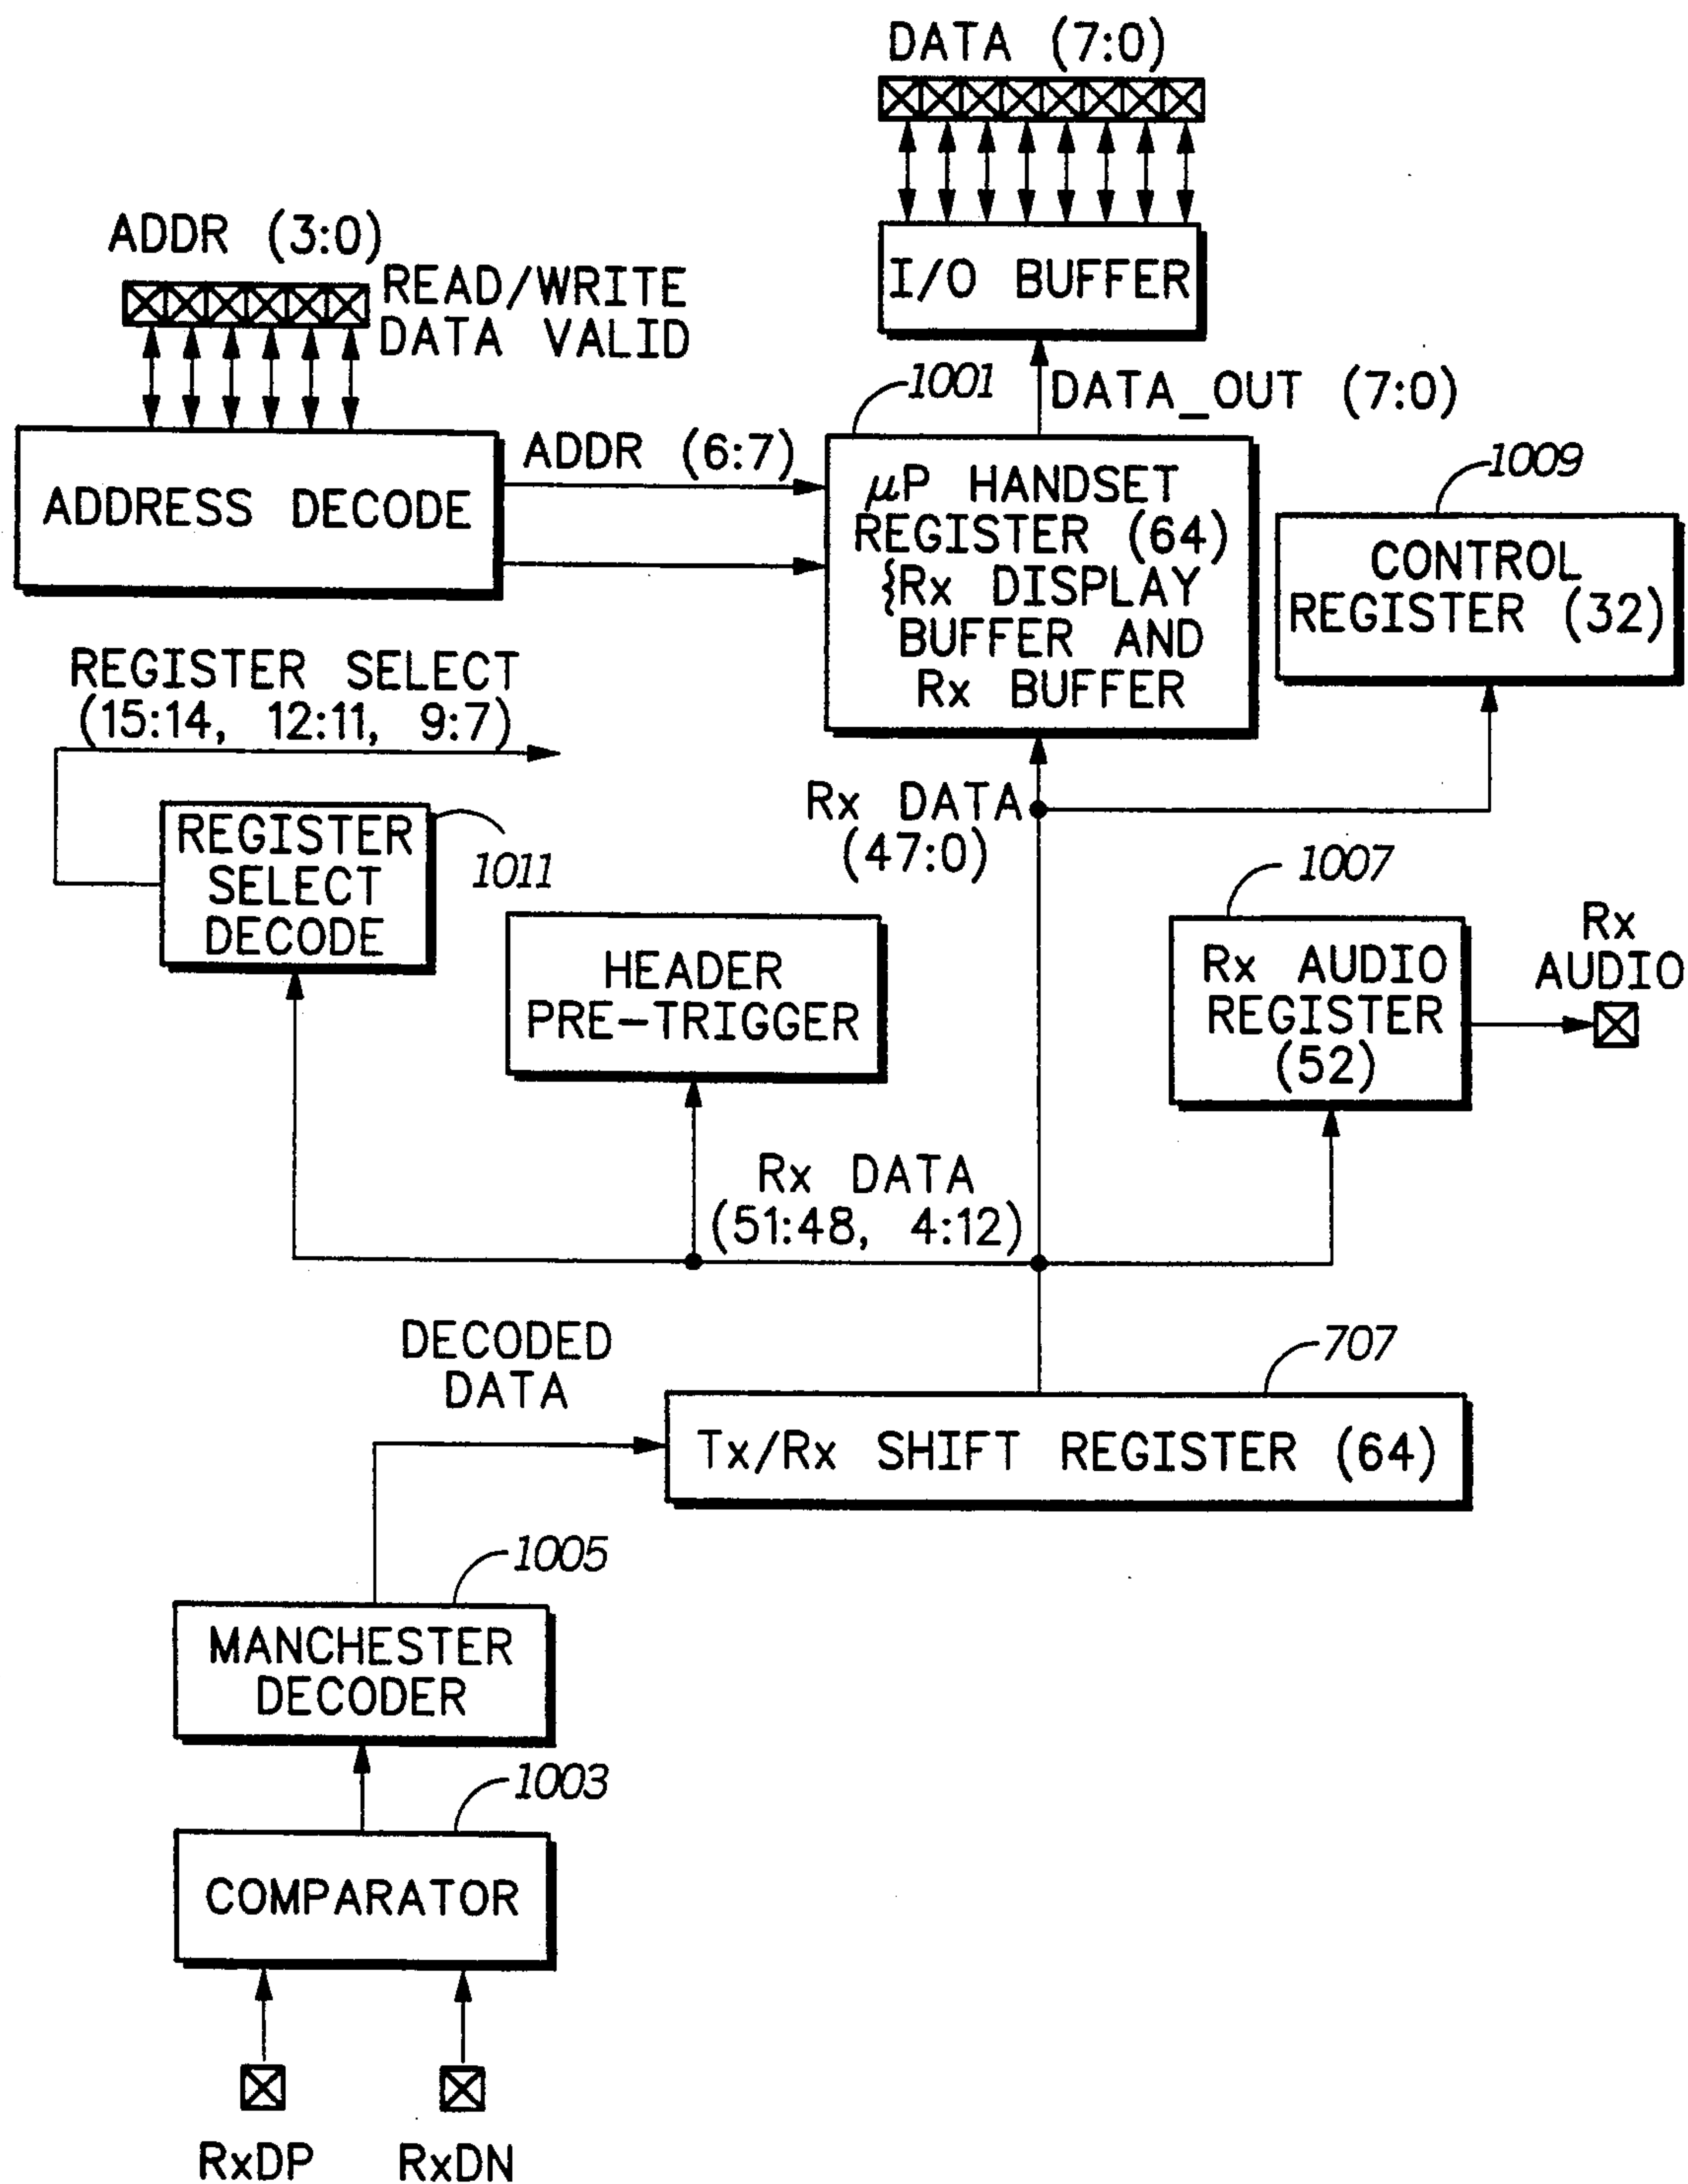 DATA (7:0)
ADDR (3:0)
READ/WRITE
DATA VALID
I/O BUFFER
1001
DATA_OUT (7:0)
ADDRESS DECODE
ADDR (6:7)
μP HANDSET
REGISTER (64)
{Rx DISPLAY
BUFFER AND
Rx BUFFER
1009
CONTROL
REGISTER (32)
REGISTER SELECT
(15:14, 12:11, 9:7)
REGISTER
SELECT
DECODE
1011
Rx DATA
(47:0)
HEADER
PRE-TRIGGER
1007
Rx AUDIO
REGISTER
(52)
Rx
AUDIO
Rx DATA
(51:48, 4:12)
DECODED
DATA
707
Tx/Rx SHIFT REGISTER (64)
1005
MANCHESTER
DECODER
1003
COMPARATOR
RxDP
RxDN